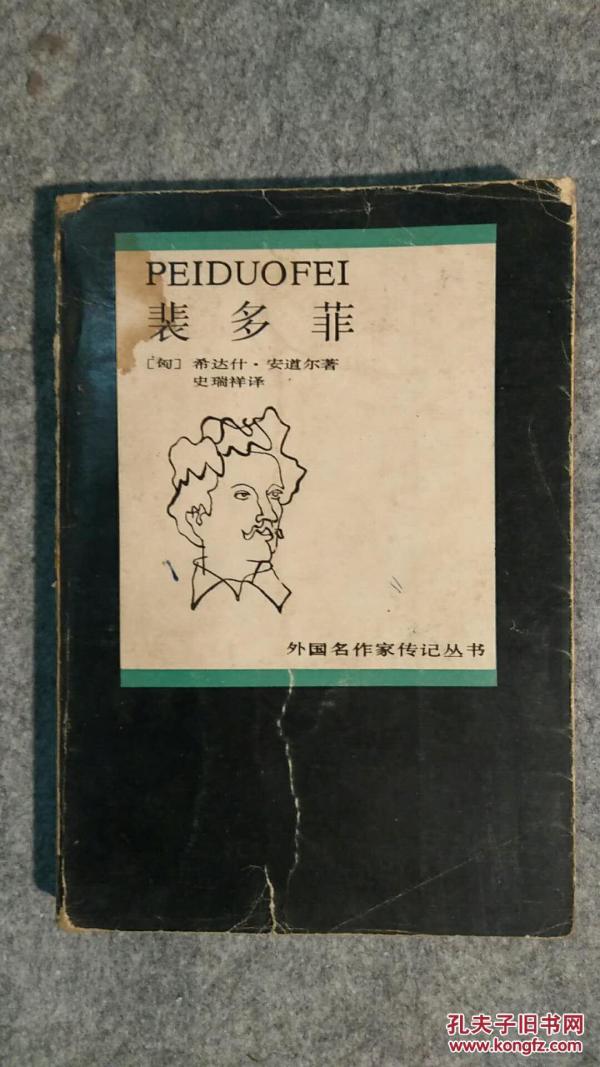 PEIDUOFEI
裴多菲
〔匈〕希达什·安道尔著
史瑞祥译
外国名作家传记丛书
孔夫子旧书网
www.kongfz.com